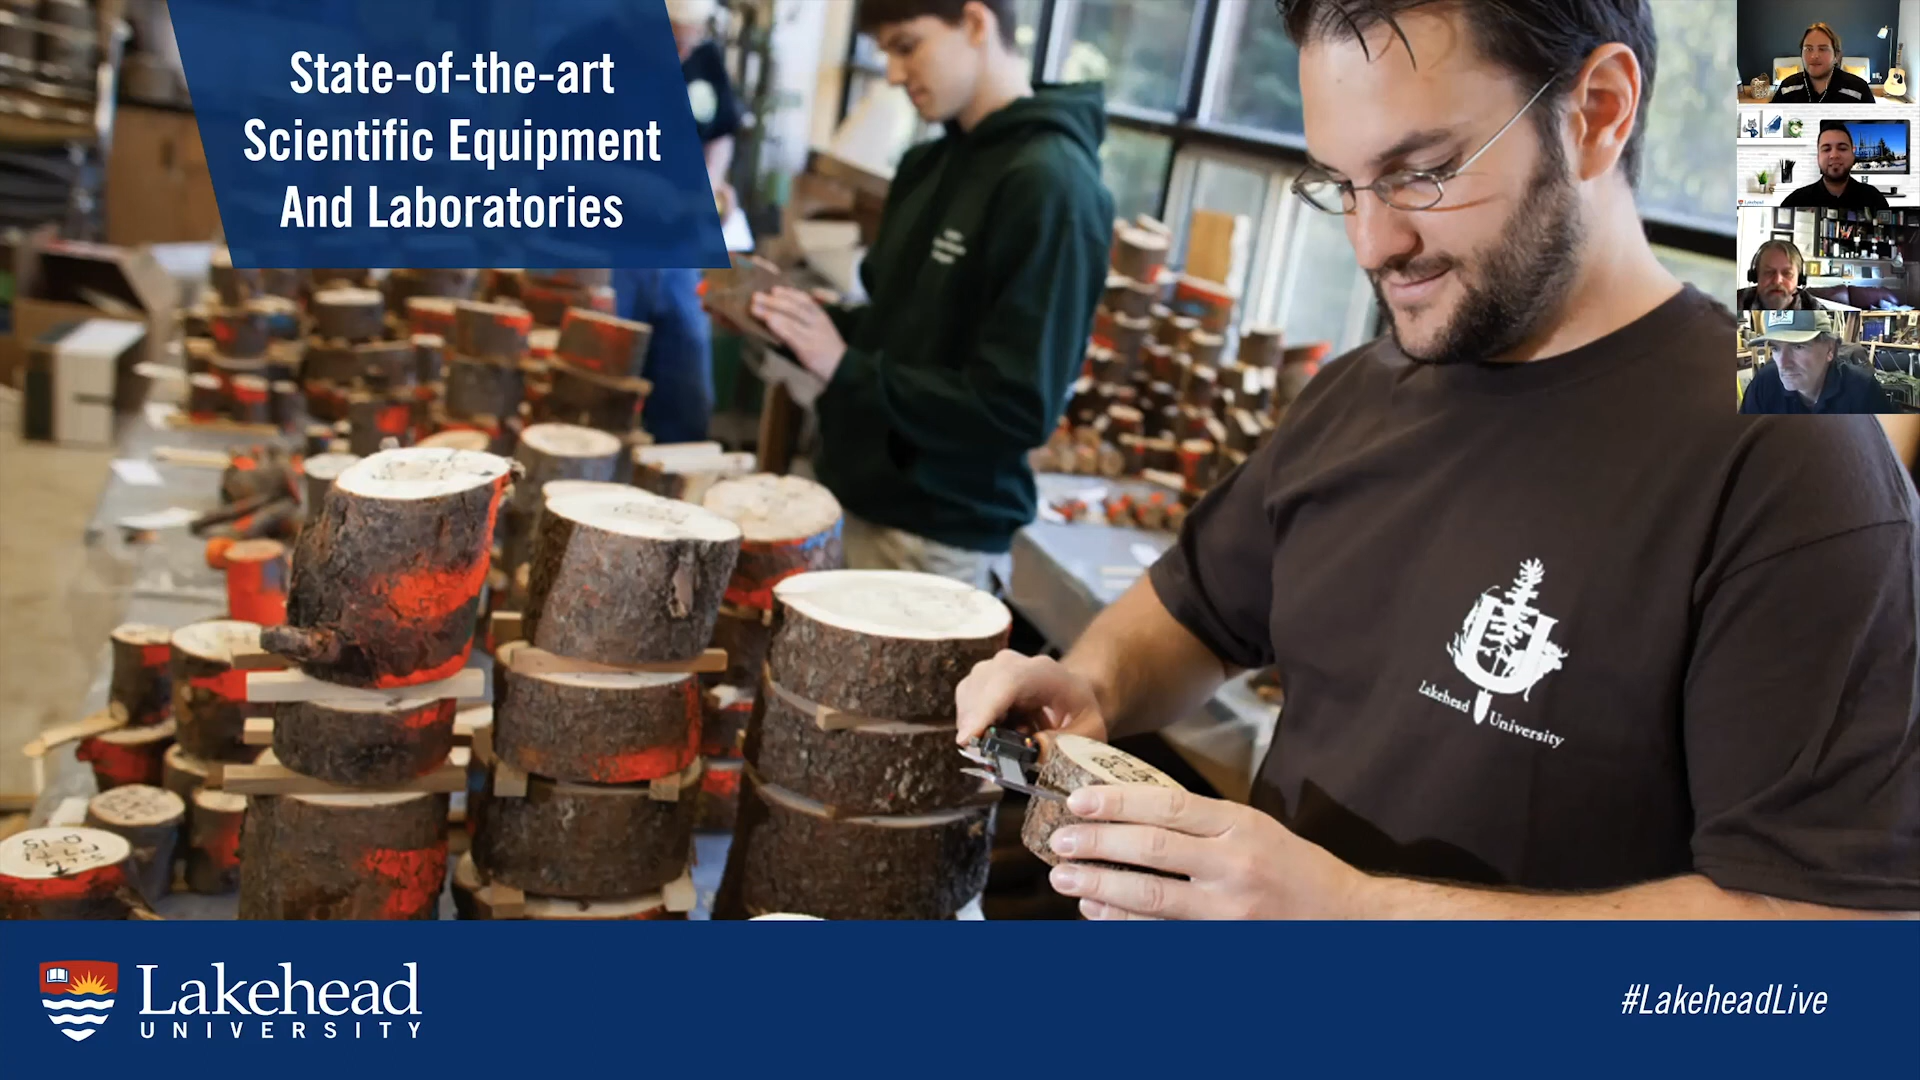 State-of-the-art
Scientific Equipment
And Laboratories
Lakehead University
Lakehead
UNIVERSITY
#LakeheadLive